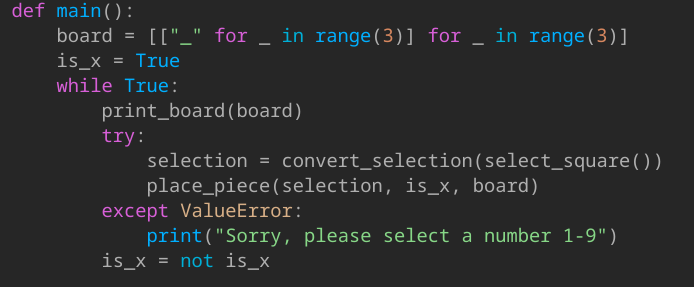 def main():
    board = [["_" for _ in range(3)] for _ in range(3)]
    is_x = True
    while True:
        print_board(board)
        try:
            selection = convert_selection(select_square())
            place_piece(selection, is_x, board)
        except ValueError:
            print("Sorry, please select a number 1-9")
        is_x = not is_x